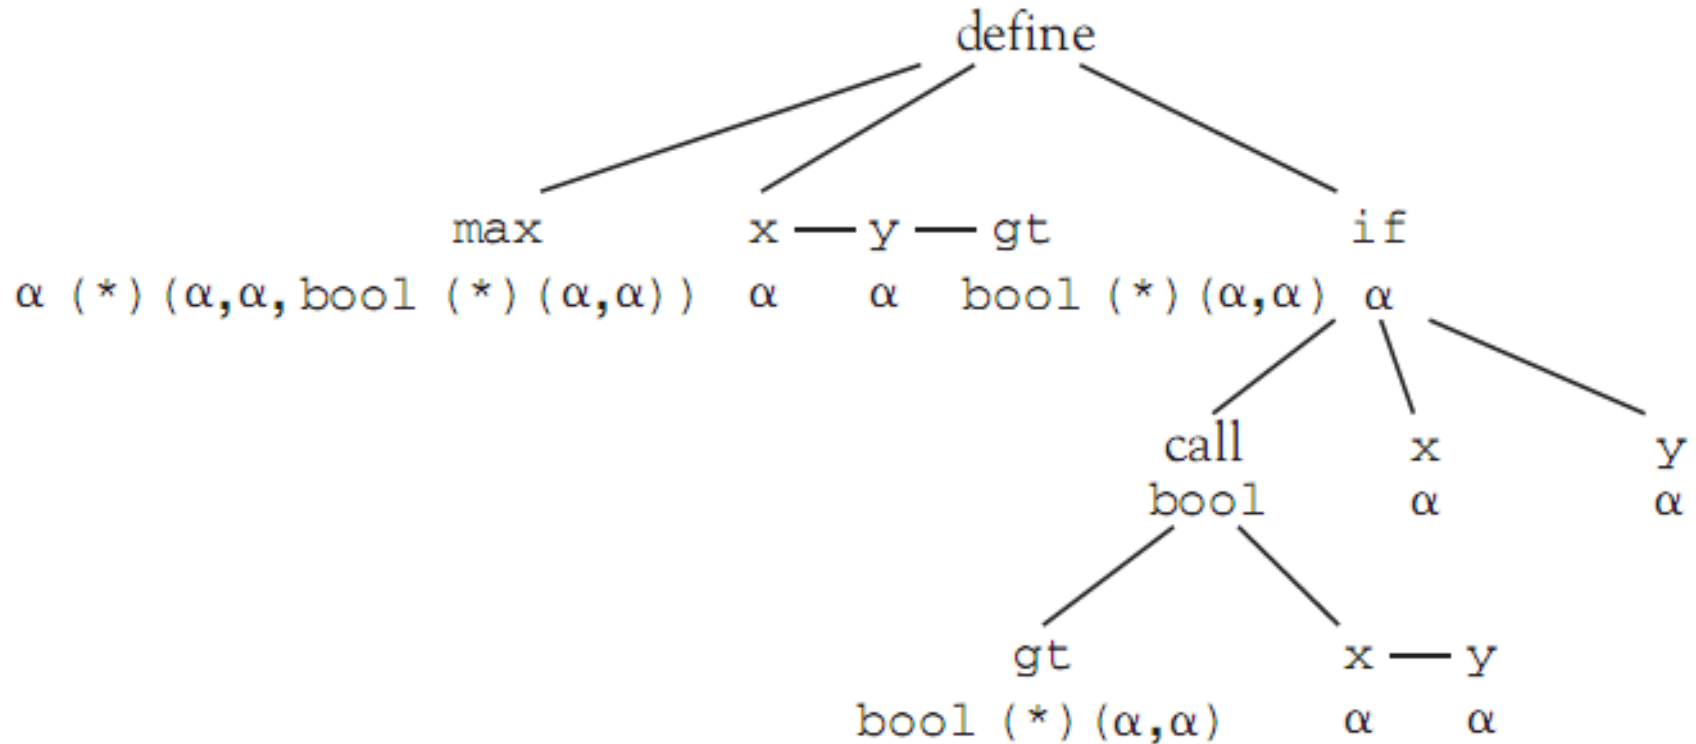 define
max x y gt if
α (*)(α,α,bool (*)(α,α)) α α bool (*)(α,α) α
call x y
bool α α
gt x y
bool (*)(α,α) α α